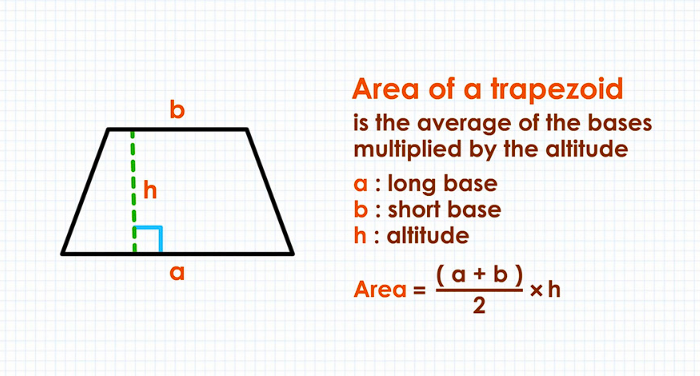 b
h
a
Area of a trapezoid
is the average of the bases
multiplied by the altitude
a : long base
b : short base
h : altitude
Area = ( a + b ) / 2 × h